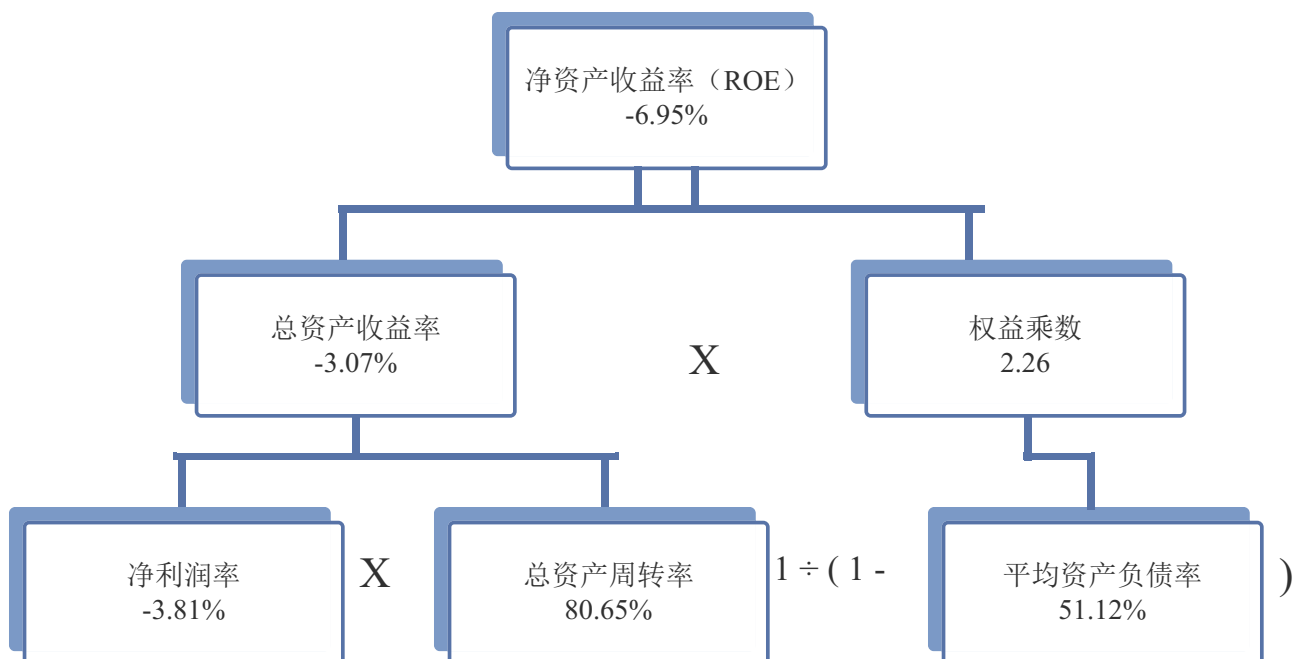 净资产收益率（ROE）
-6.95%
总资产收益率
-3.07%
X
权益乘数
2.26
净利润率
-3.81%
X
总资产周转率
80.65%
1 ÷ ( 1 -
平均资产负债率
51.12%
)